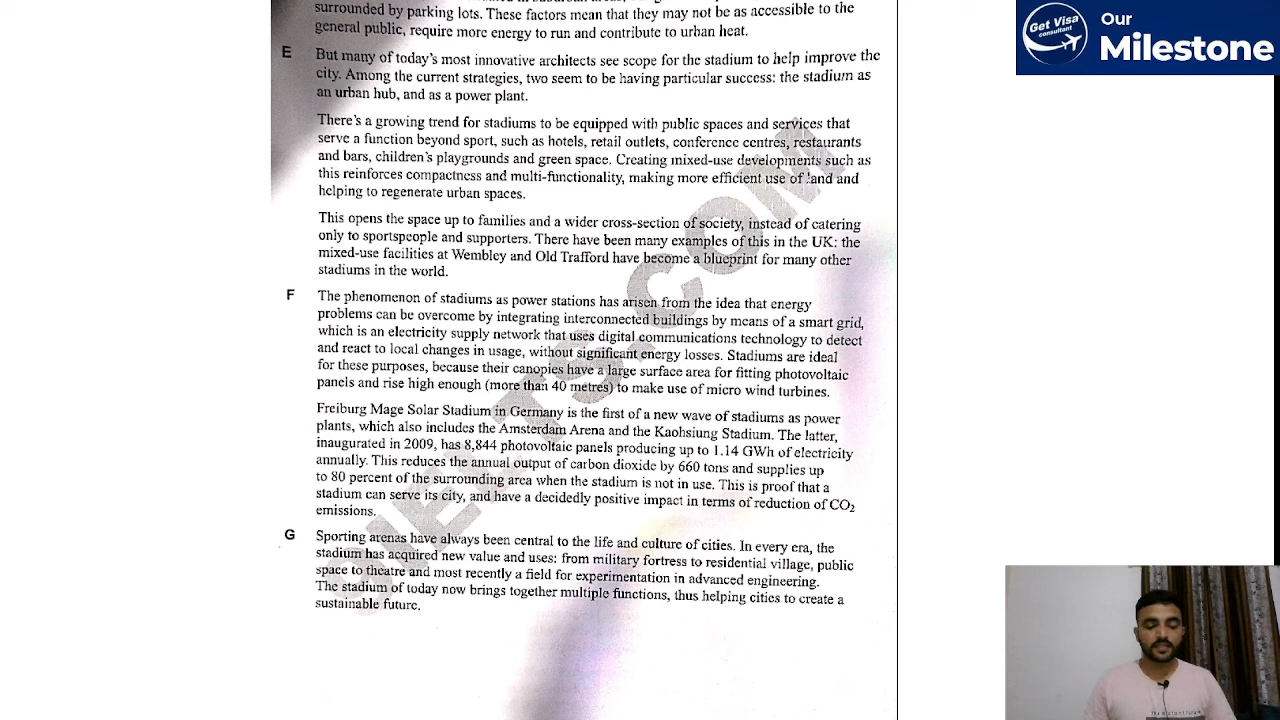 surrounded by parking lots. These factors mean that they may not be as accessible to the
general public, require more energy to run and contribute to urban heat.
E But many of today's most innovative architects see scope for the stadium to help improve the
city. Among the current strategies, two seem to be having particular success: the stadium as
an urban hub, and as a power plant.
There's a growing trend for stadiums to be equipped with public spaces and services that
serve a function beyond sport, such as hotels, retail outlets, conference centres, restaurants
and bars, children's playgrounds and green space. Creating mixed-use developments such as
this reinforces compactness and multi-functionality, making more efficient use of land and
helping to regenerate urban spaces.
This opens the space up to families and a wider cross-section of society, instead of catering
only to sportspeople and supporters. There have been many examples of this in the UK: the
mixed-use facilities at Wembley and Old Trafford have become a blueprint for many other
stadiums in the world.
F The phenomenon of stadiums as power stations has arisen from the idea that energy
problems can be overcome by integrating interconnected buildings by means of a smart grid,
which is an electricity supply network that uses digital communications technology to detect
and react to local changes in usage, without significant energy losses. Stadiums are ideal
for these purposes, because their canopies have a large surface area for fitting photovoltaic
panels and rise high enough (more than 40 metres) to make use of micro wind turbines.
Freiburg Mage Solar Stadium in Germany is the first of a new wave of stadiums as power
plants, which also includes the Amsterdam Arena and the Kaohsiung Stadium. The latter,
inaugurated in 2009, has 8,844 photovoltaic panels producing up to 1.14 GWh of electricity
annually. This reduces the annual output of carbon dioxide by 660 tons and supplies up
to 80 percent of the surrounding area when the stadium is not in use. This is proof that a
stadium can serve its city, and have a decidedly positive impact in terms of reduction of CO₂
emissions.
G Sporting arenas have always been central to the life and culture of cities. In every era, the
stadium has acquired new value and uses: from military fortress to residential village, public
space to theatre and most recently a field for experimentation in advanced engineering.
The stadium of today now brings together multiple functions, thus helping cities to create a
sustainable future.
Get Visa
consultant
Our
Milestone